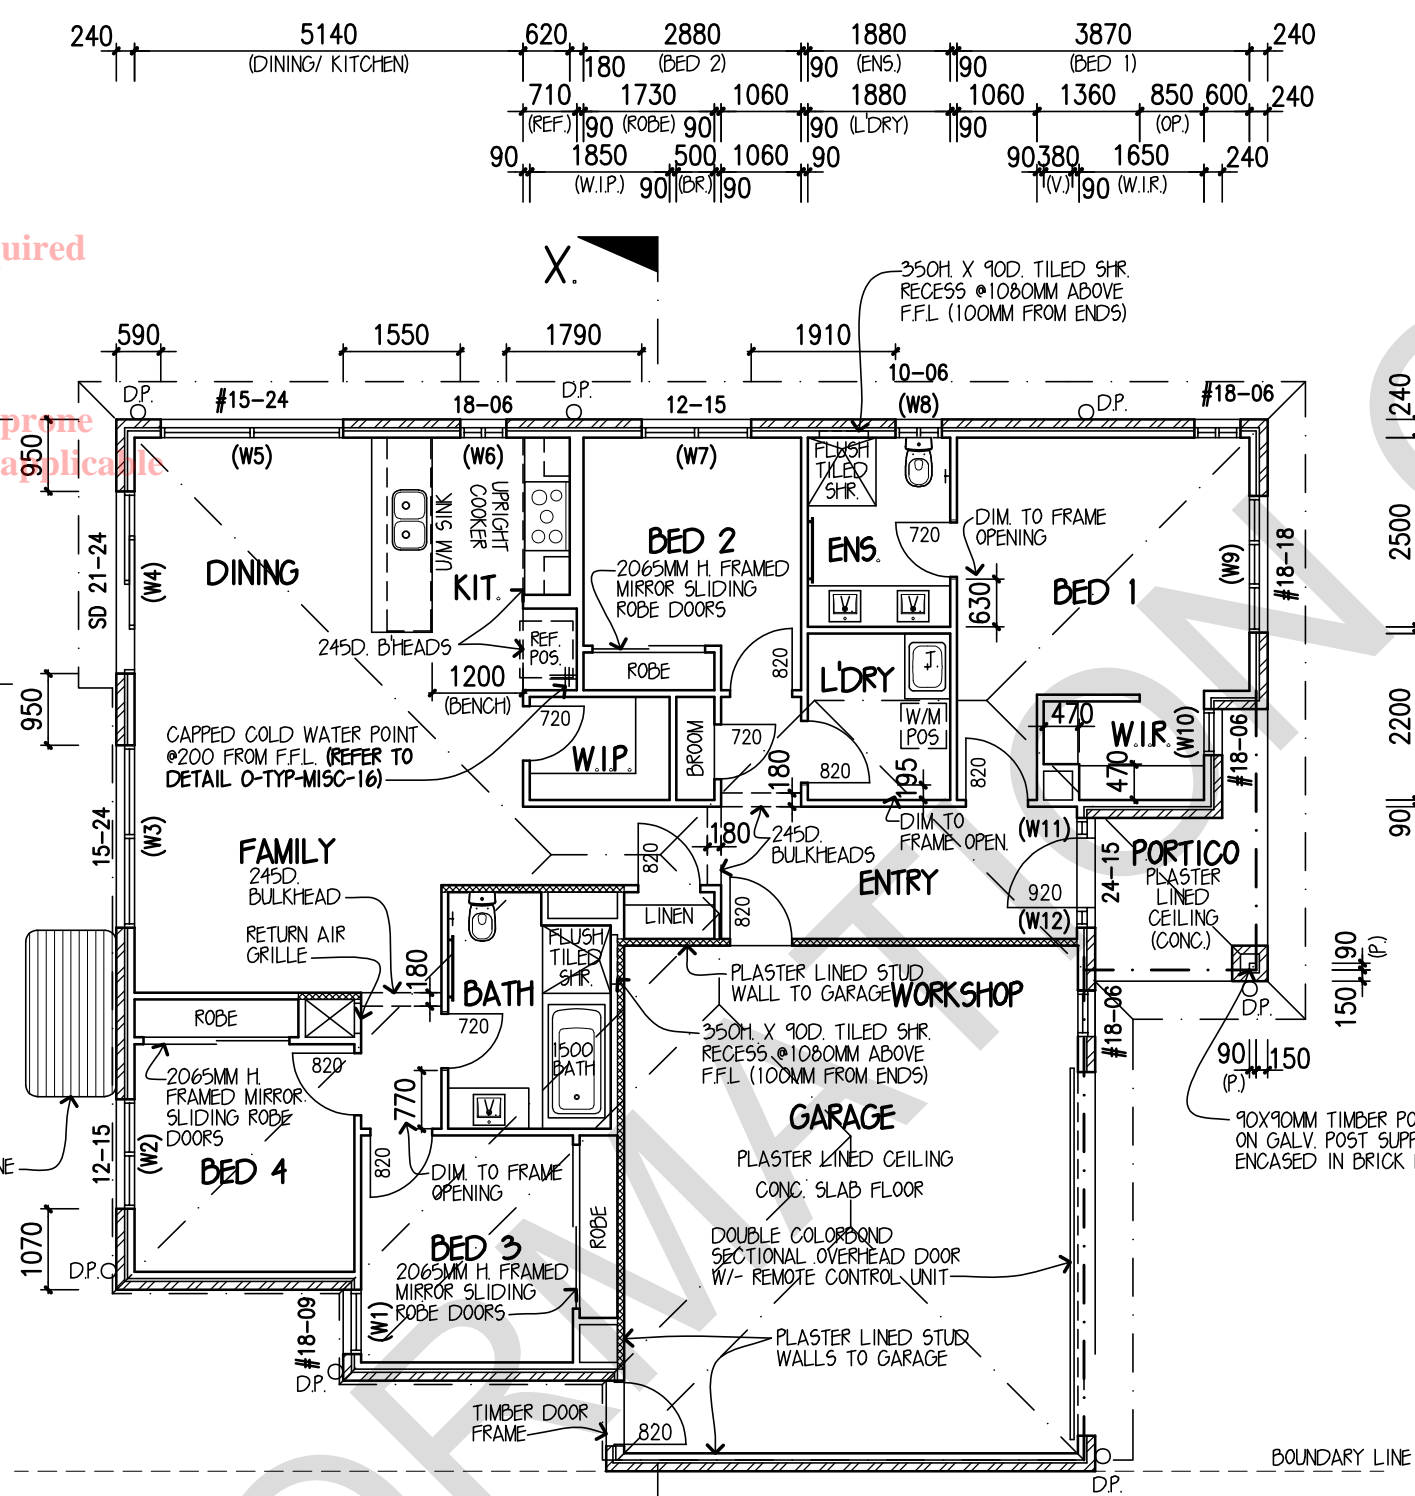 240 5140 620 2880 1880 3870 240
(DINING/ KITCHEN) 180 (BED 2) 90 (ENS.) 90 (BED 1)
710 1730 1060 1880 1060 1360 850 600 240
(REF.) 90 (ROBE) 90 90 (L'DRY) 90 (OP.)
90 1850 500 1060 90 90 380 1650 240
(W.I.P.) 90 (BR.) 90 (V.) 90 (W.I.R.)
uired
X.
350H. X 90D. TILED SHR.
RECESS @1080MM ABOVE
F.F.L (100MM FROM ENDS)
590 1550 1790 1910
10-06
(W8)
D.P. #15-24 18-06 D.P. 12-15 D.P. #18-06
prone
applicable
(W5) (W6) (W7)
950
240
FLUSH
TILED
SHR.
U/M SINK
UPRIGHT
COOKER
DINING
KIT.
BED 2
2065MM H. FRAMED
MIRROR SLIDING
ROBE DOORS
ENS.
720
DIM. TO FRAME
OPENING
630
BED 1
(W9)
#18-18
2500
SD 21-24
(W4)
245D. B'HEADS
REF.
POS.
ROBE
820
L'DRY
T.
1200
(BENCH)
950
CAPPED COLD WATER POINT
@200 FROM F.F.L. (REFER TO
DETAIL O-TYP-MISC-16)
720
W.I.P.
BROOM
720
W/M
POS
820
180
195
820
470
W.I.R.
470
(W10)
#18-06
2200
90
15-24
(W3)
FAMILY
245D.
BULKHEAD
820
180
245D.
BULKHEADS
DIM. TO
FRAME OPEN.
(W11)
ENTRY
920
24-15
(W12)
PORTICO
PLASTER
LINED
CEILING
(CONC.)
RETURN AIR
GRILLE
LINEN
820
180
BATH
FLUSH
TILED
SHR.
PLASTER LINED STUD
WALL TO GARAGE
WORKSHOP
90
(P.)
150
D.P.
ROBE
720
1500
BATH
350H. X 90D. TILED SHR.
RECESS @1080MM ABOVE
F.F.L (100MM FROM ENDS)
#18-06
90 150
(P.)
820
2065MM H.
FRAMED MIRROR
SLIDING ROBE
DOORS
770
GARAGE
90X90MM TIMBER PO
ON GALV. POST SUPP
ENCASED IN BRICK
NE
12-15
(W2)
BED 4
820
DIM. TO FRAME
OPENING
PLASTER LINED CEILING
CONC. SLAB FLOOR
1070
D.P.
BED 3
2065MM H. FRAMED
MIRROR SLIDING
ROBE DOORS
ROBE
DOUBLE COLORBOND
SECTIONAL OVERHEAD DOOR
W/- REMOTE CONTROL UNIT
#18-09
(W1)
D.P.
PLASTER LINED STUD
WALLS TO GARAGE
TIMBER DOOR
FRAME
820
BOUNDARY LINE
D.P.